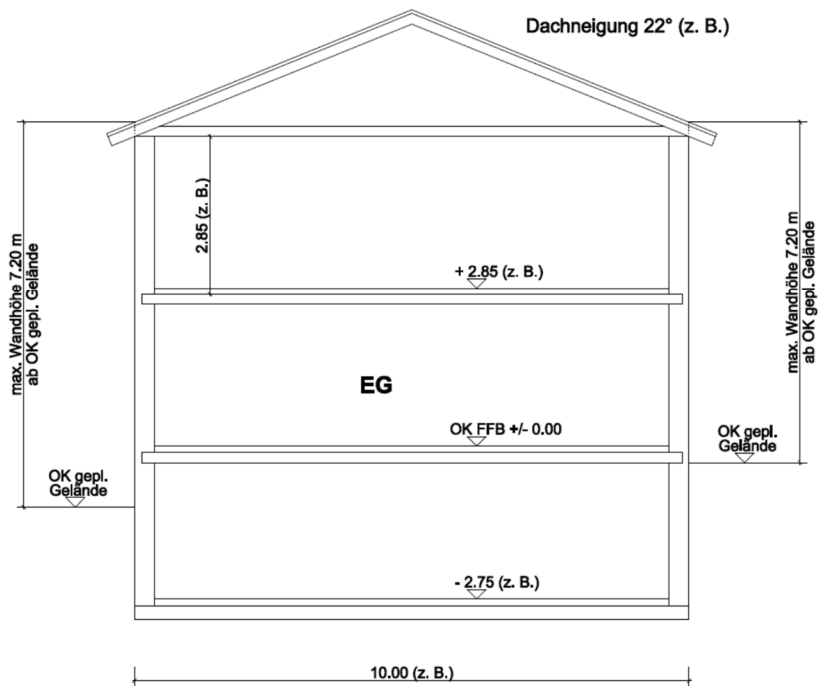 Dachneigung 22° (z. B.)
2.85 (z. B.)
max. Wandhöhe 7.20 m
ab OK gepl. Gelände
max. Wandhöhe 7.20 m
ab OK gepl. Gelände
+ 2.85 (z. B.)
EG
OK FFB +/- 0.00
OK gepl.
Gelände
OK gepl.
Gelände
- 2.75 (z. B.)
10.00 (z. B.)